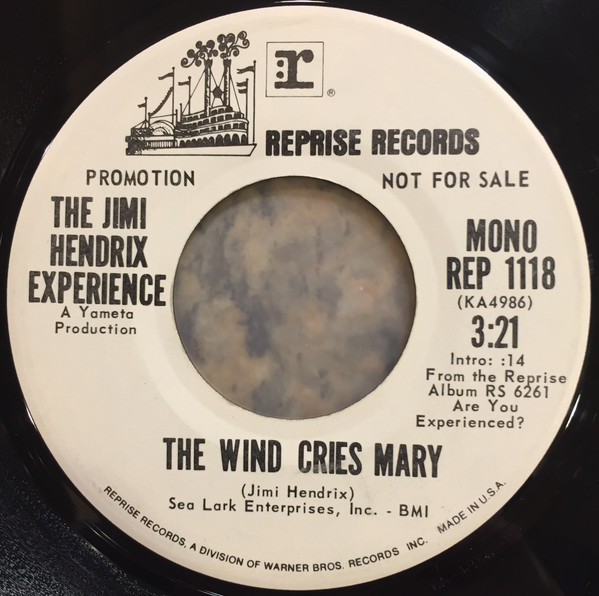 :r
®
REPRISE RECORDS
PROMOTION
NOT FOR SALE
THE JIMI
HENDRIX
EXPERIENCE
A Yameta
Production
MONO
REP 1118
(KA4986)
3:21
Intro: :14
From the Reprise
Album RS 6261
Are You
Experienced?
THE WIND CRIES MARY
(Jimi Hendrix)
Sea Lark Enterprises, Inc. - BMI
REPRISE RECORDS, A DIVISION OF WARNER BROS. RECORDS INC. MADE IN U.S.A.